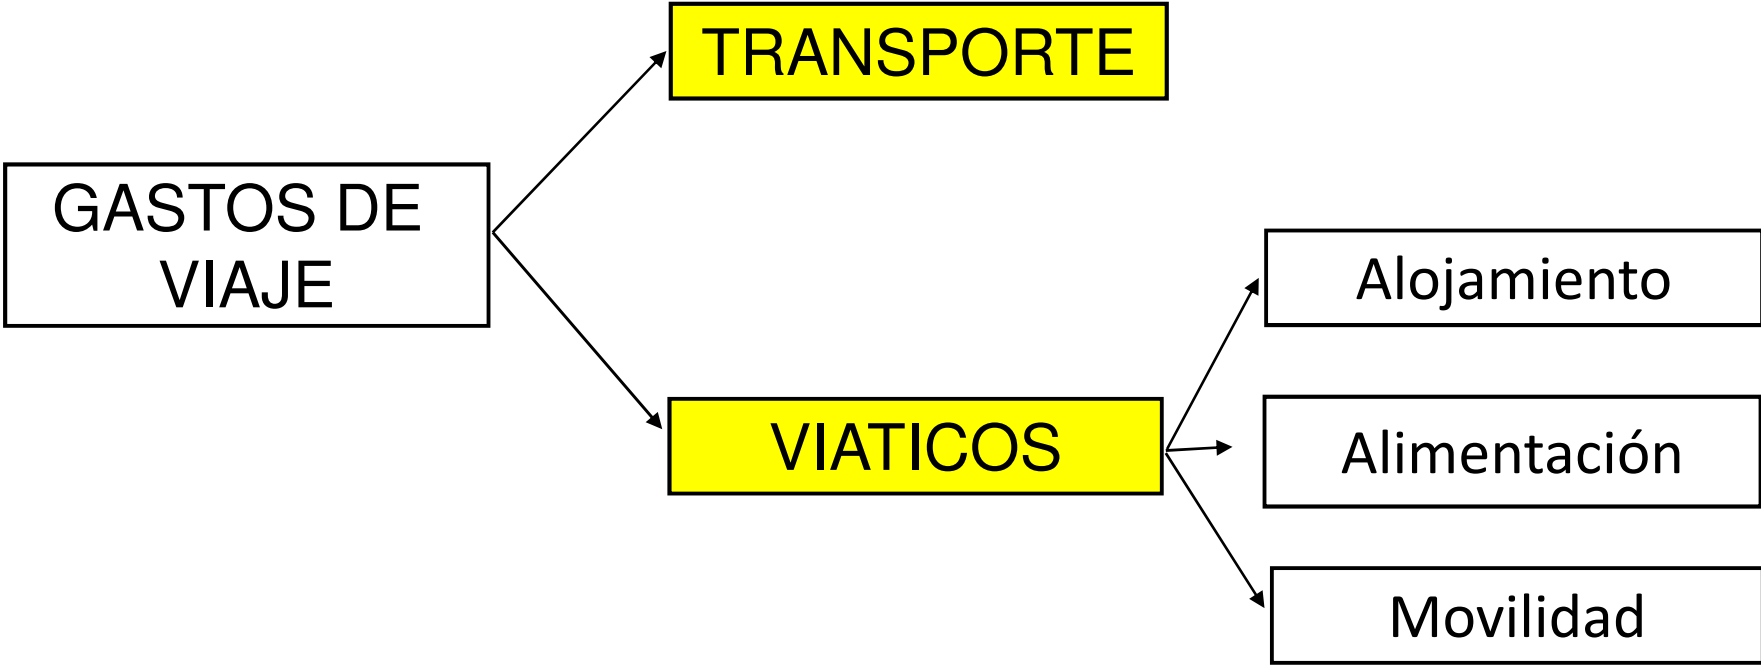 TRANSPORTE
GASTOS DE
VIAJE
Alojamiento
VIATICOS
Alimentación
Movilidad